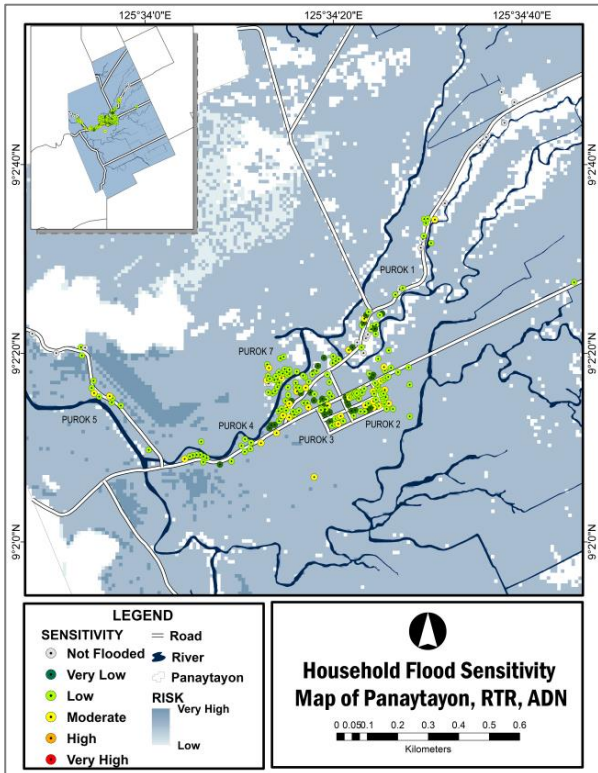 125°34'0"E
125°34'20"E
125°34'40"E
9°2'40"N
9°2'40"N
PUROK 1
9°2'20"N
9°2'20"N
PUROK 7
PUROK 5
PUROK 4
PUROK 3
PUROK 2
9°2'0"N
9°2'0"N
LEGEND
SENSITIVITY
Not Flooded
Very Low
Low
Moderate
High
Very High
Road
River
Panaytayon
RISK
Very High
Low
Household Flood Sensitivity
Map of Panaytayon, RTR, ADN
0 0.05 0.1 0.2 0.3 0.4 0.5 0.6
Kilometers